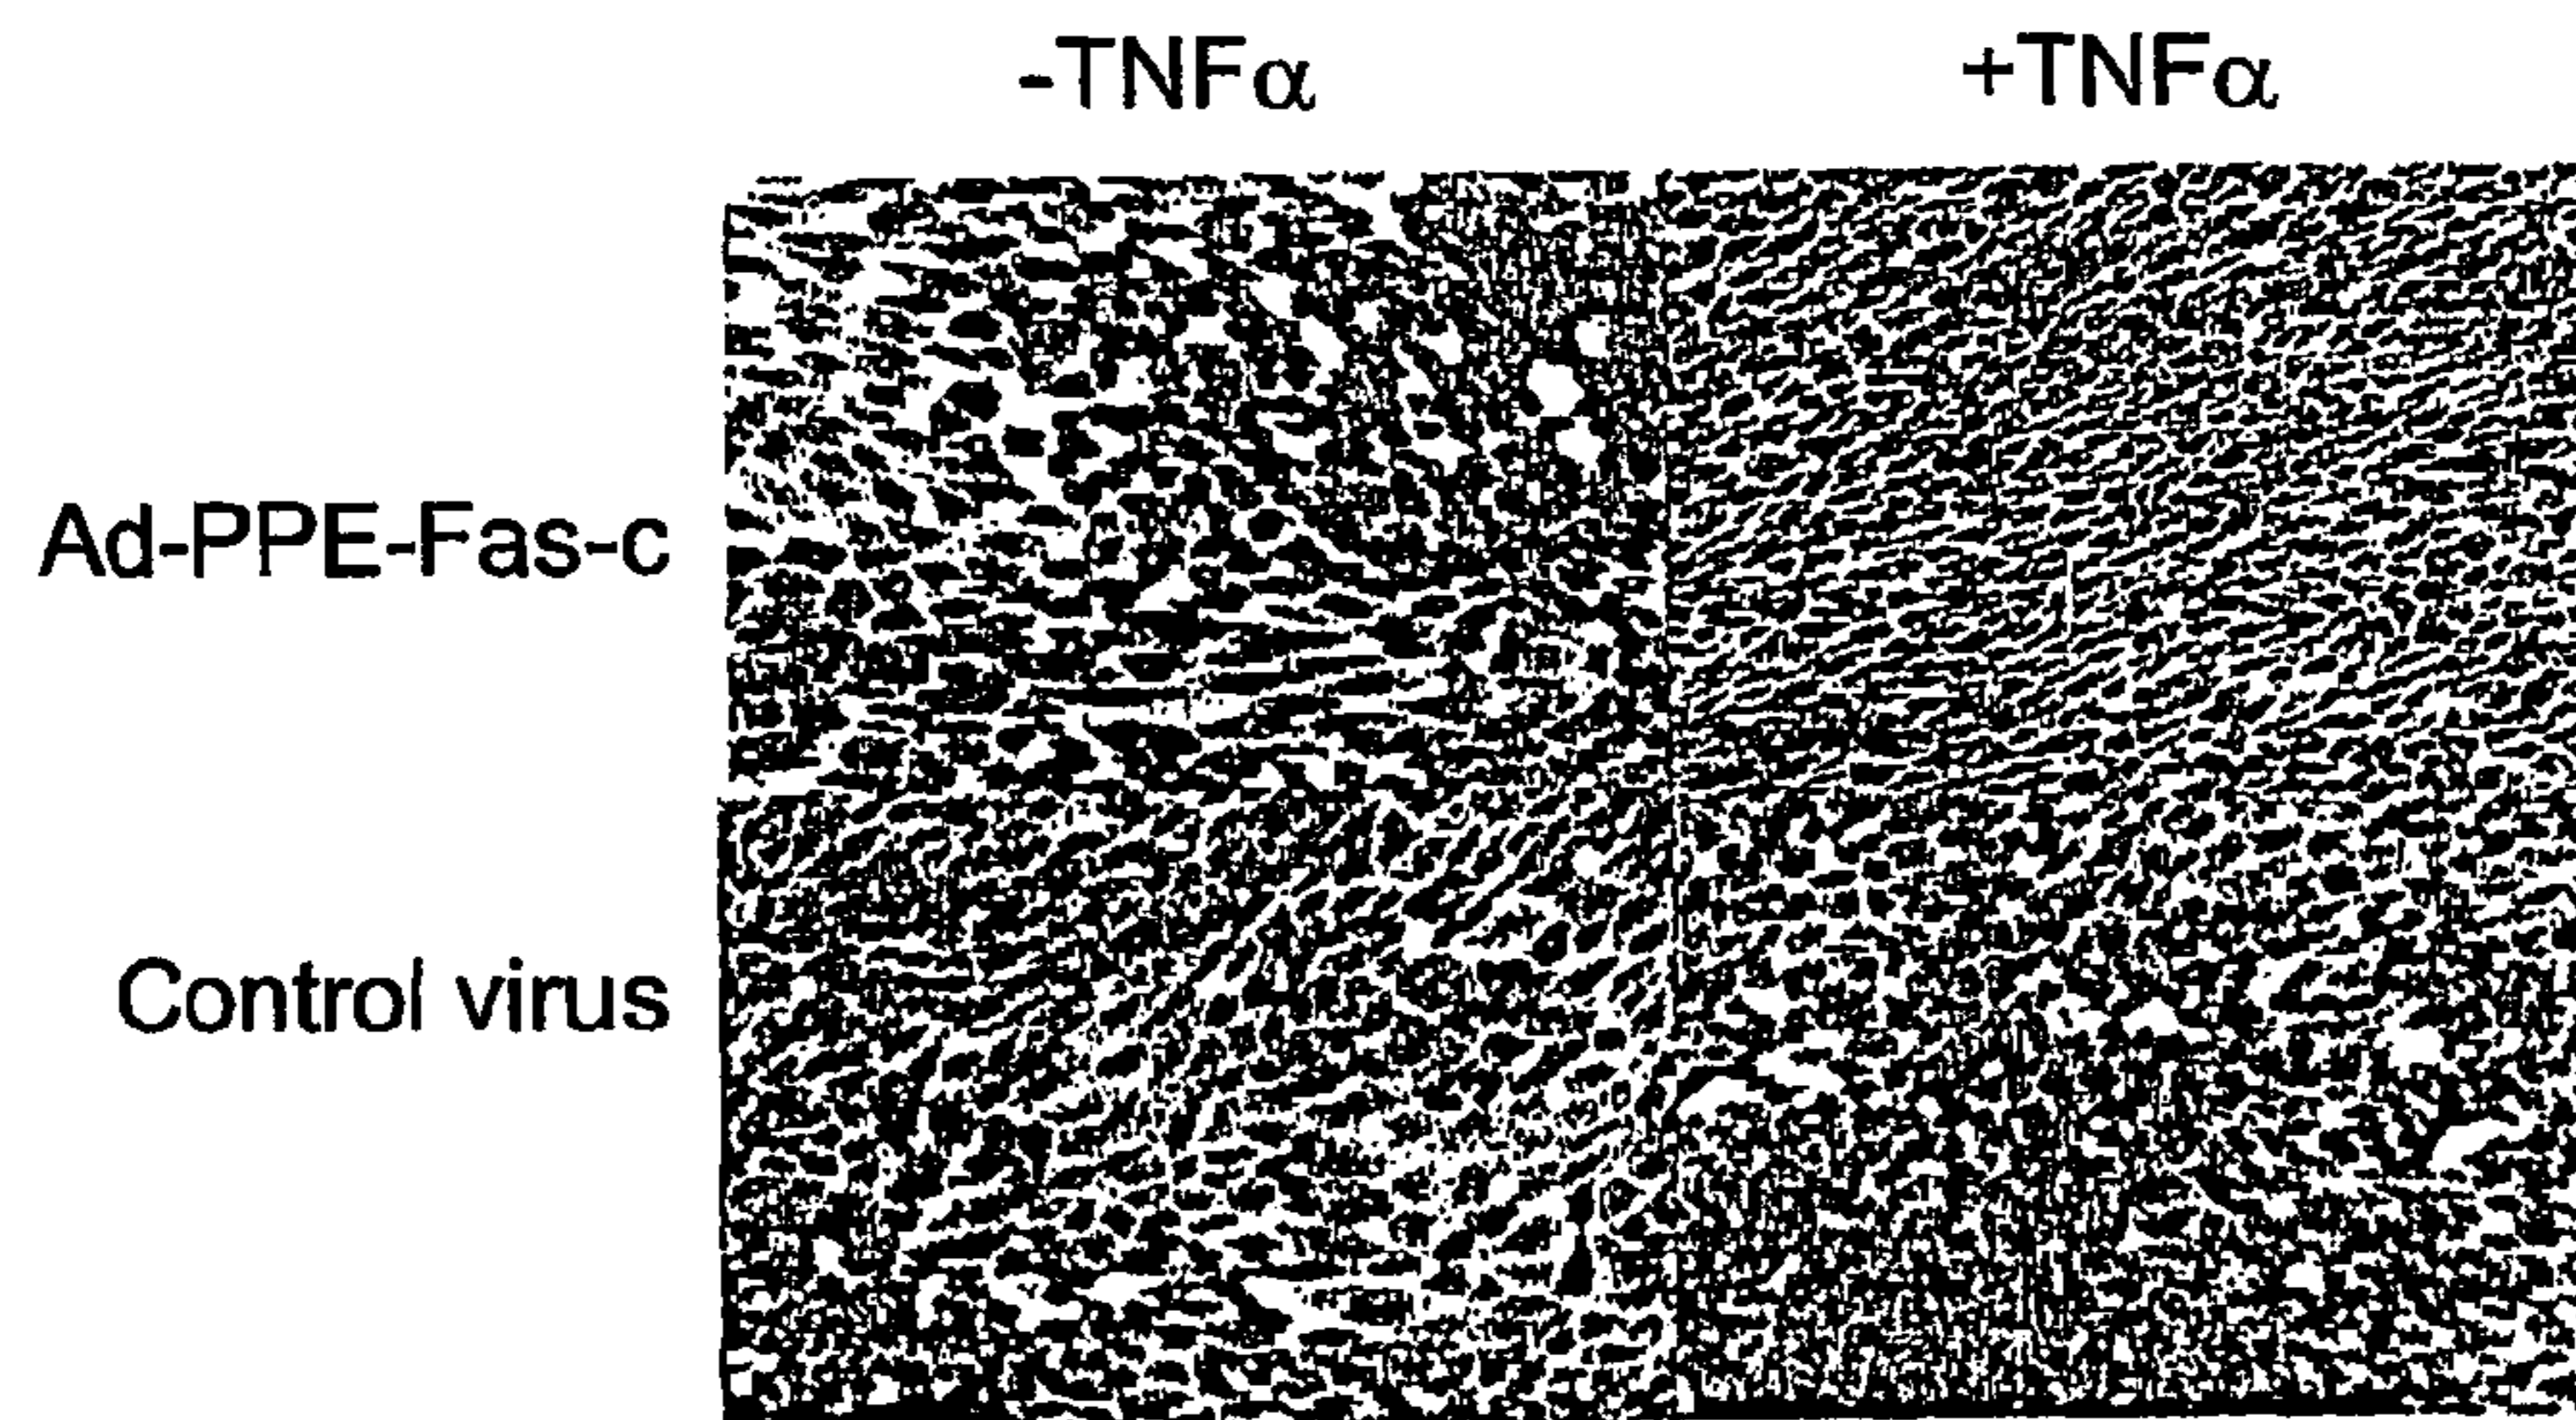 -TNFα +TNFα
Ad-PPE-Fas-c
Control virus